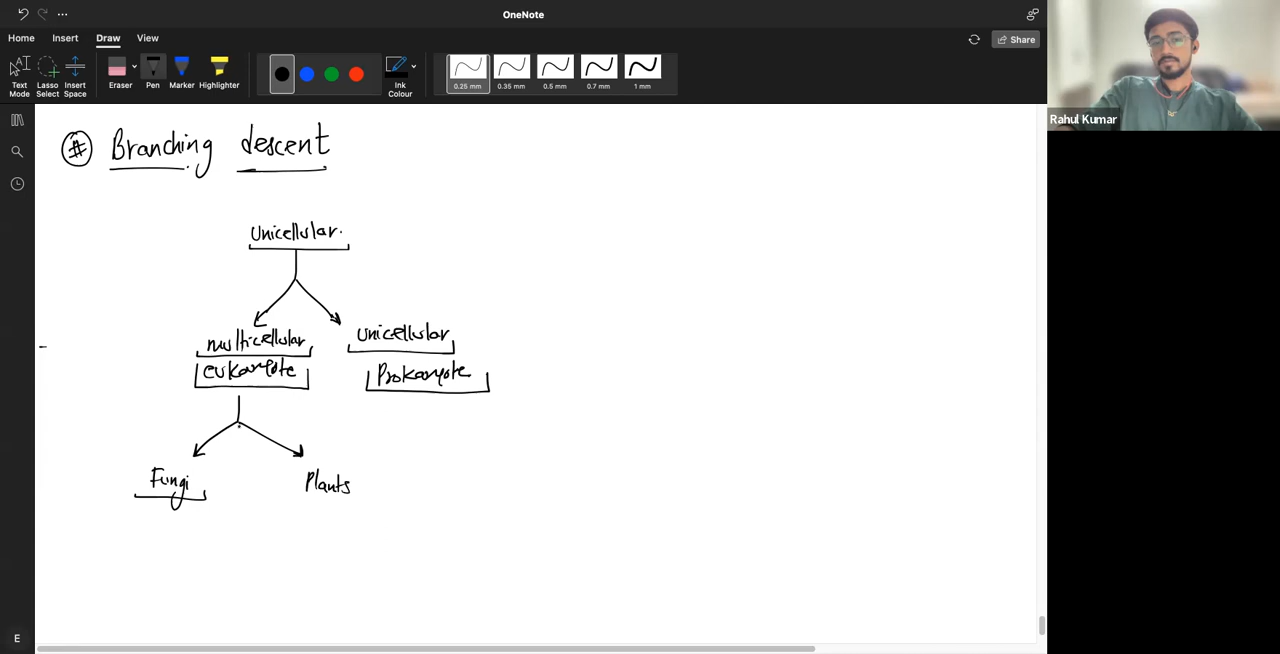 OneNote
Home Insert Draw View
Share
Text Mode
Lasso Select
Insert Space
Eraser
Pen
Marker
Highlighter
Ink Colour
0.25 mm
0.35 mm
0.5 mm
0.7 mm
1 mm
Rahul Kumar
# Branching descent
Unicellular.
multicellular Unicellular
eukaryote Prokaryote
Fungi Plants
E